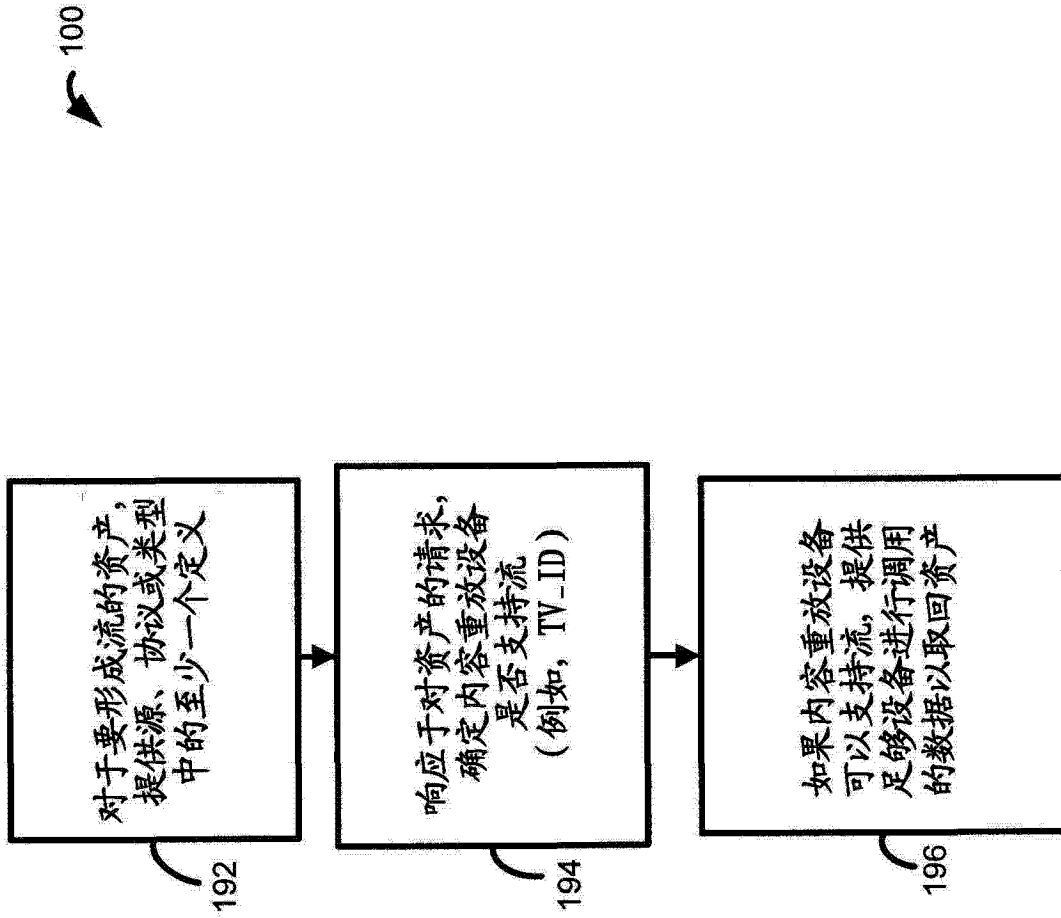 100
对于要形成流的资产，
提供源、协议或类型
中的至少一个定义
192
响应于对资产的请求，
确定内容重放设备
是否支持流
(例如，TV_ID)
194
如果内容重放设备
可以支持流，提供
足够设备进行调用
的数据以取回资产
196